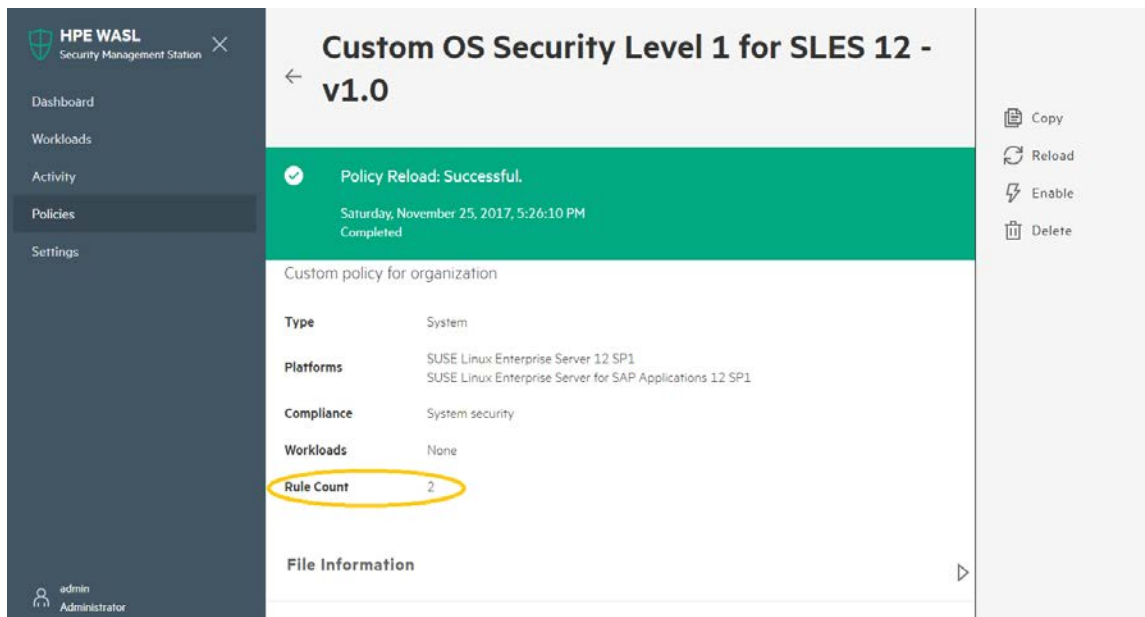 HPE WASL
Security Management Station
Dashboard
Workloads
Activity
Policies
Settings
admin
Administrator
Custom OS Security Level 1 for SLES 12 -
v1.0
Policy Reload: Successful.
Saturday, November 25, 2017, 5:26:10 PM
Completed
Custom policy for organization
Type System
Platforms SUSE Linux Enterprise Server 12 SP1
SUSE Linux Enterprise Server for SAP Applications 12 SP1
Compliance System security
Workloads None
Rule Count 2
File Information
Copy
Reload
Enable
Delete